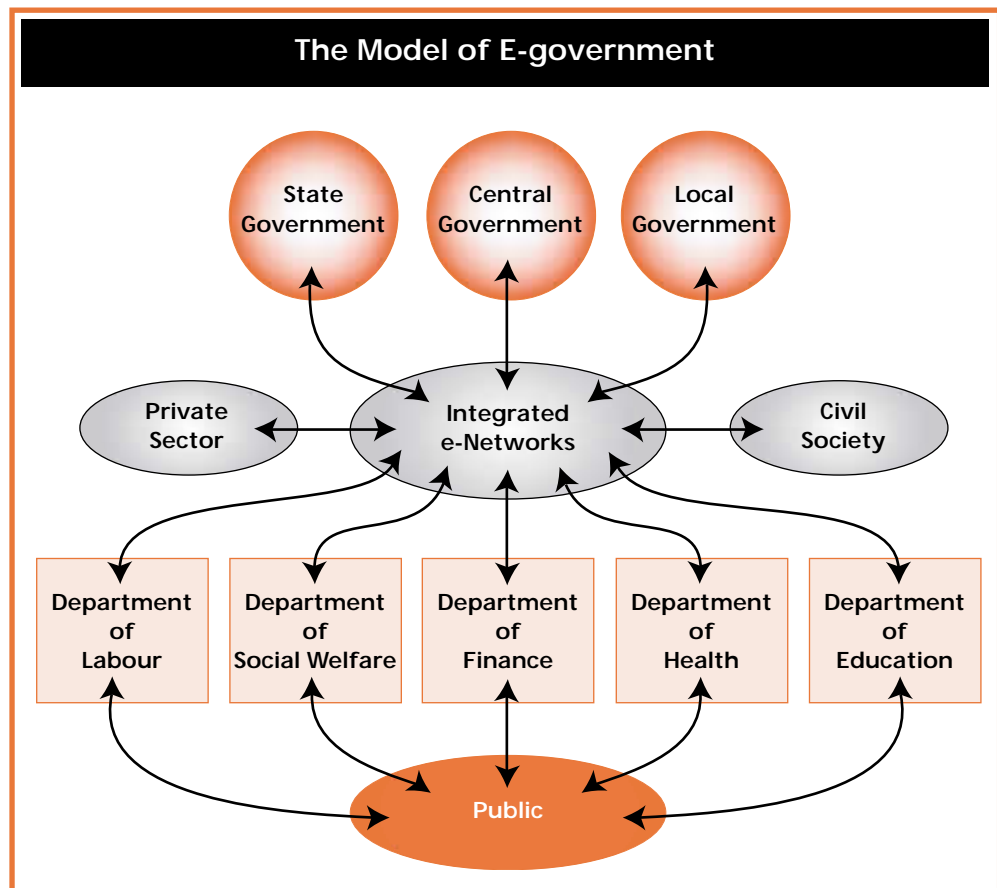 The Model of E-government
State
Government
Central
Government
Local
Government
Private
Sector
Integrated
e-Networks
Civil
Society
Department
of
Labour
Department
of
Social Welfare
Department
of
Finance
Department
of
Health
Department
of
Education
Public